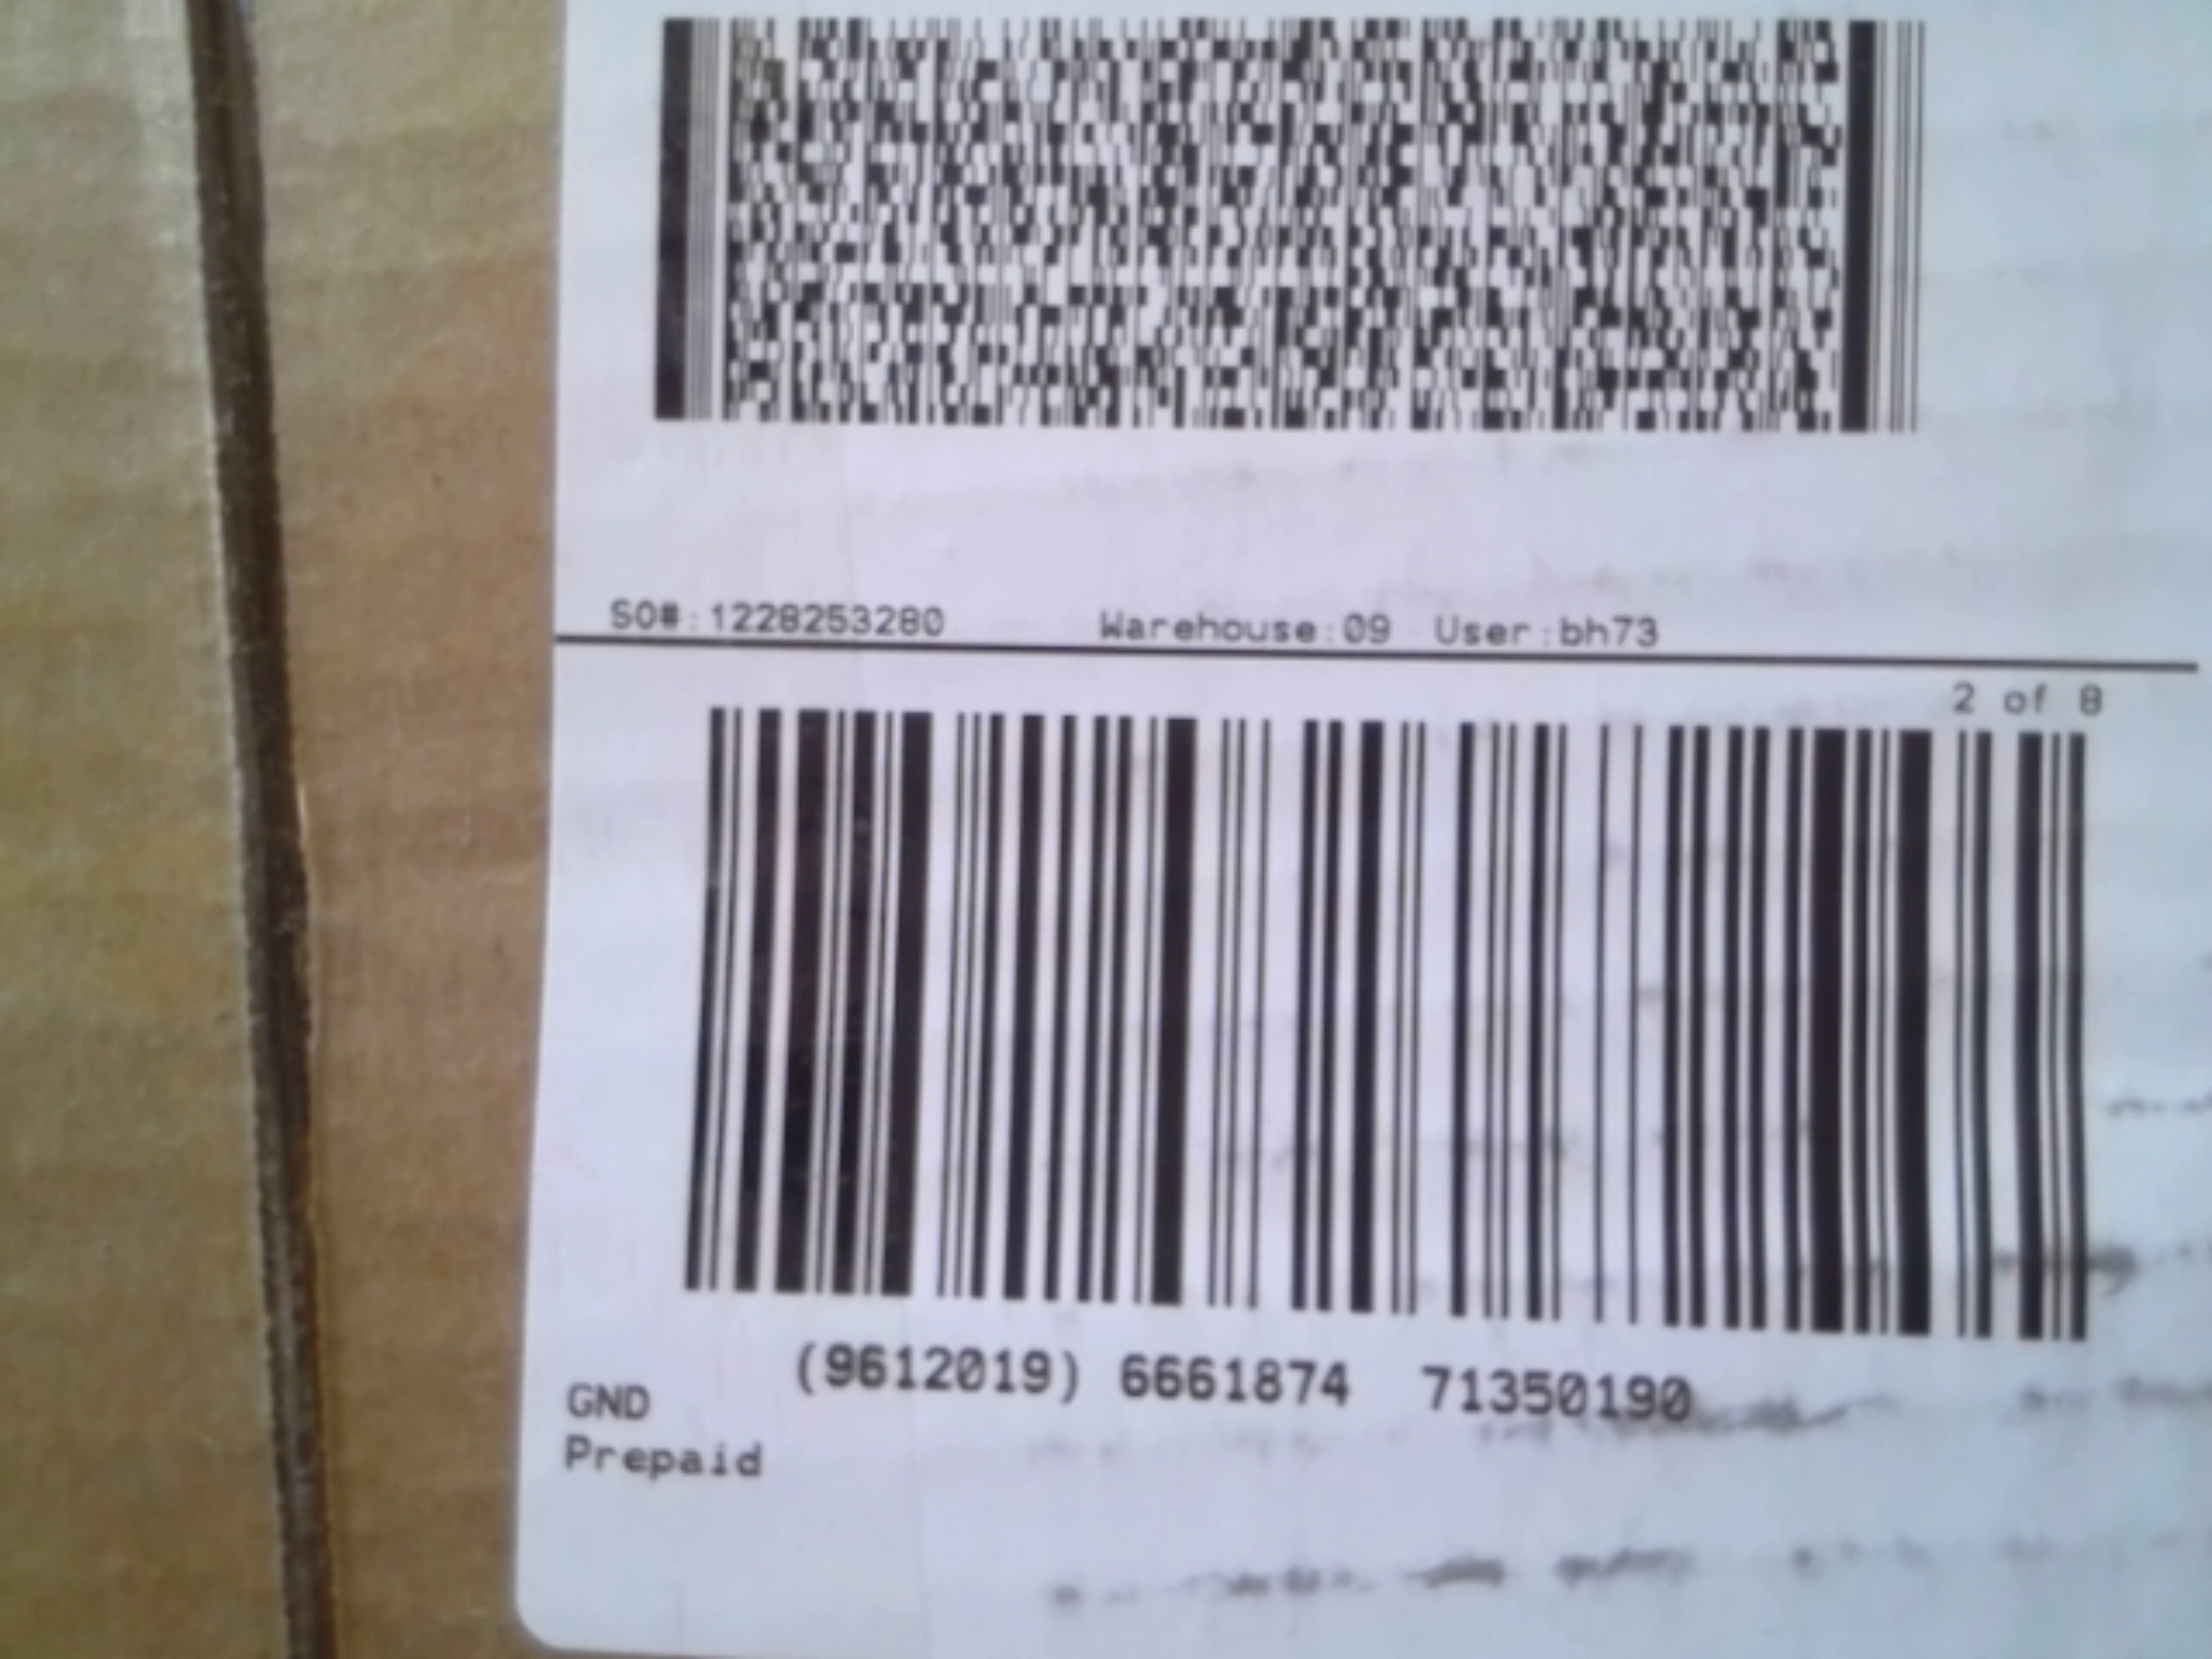 SO#:1228253280 Warehouse:09 User:bh73
2 of 8
(9612019) 6661874 71350190
GND
Prepaid